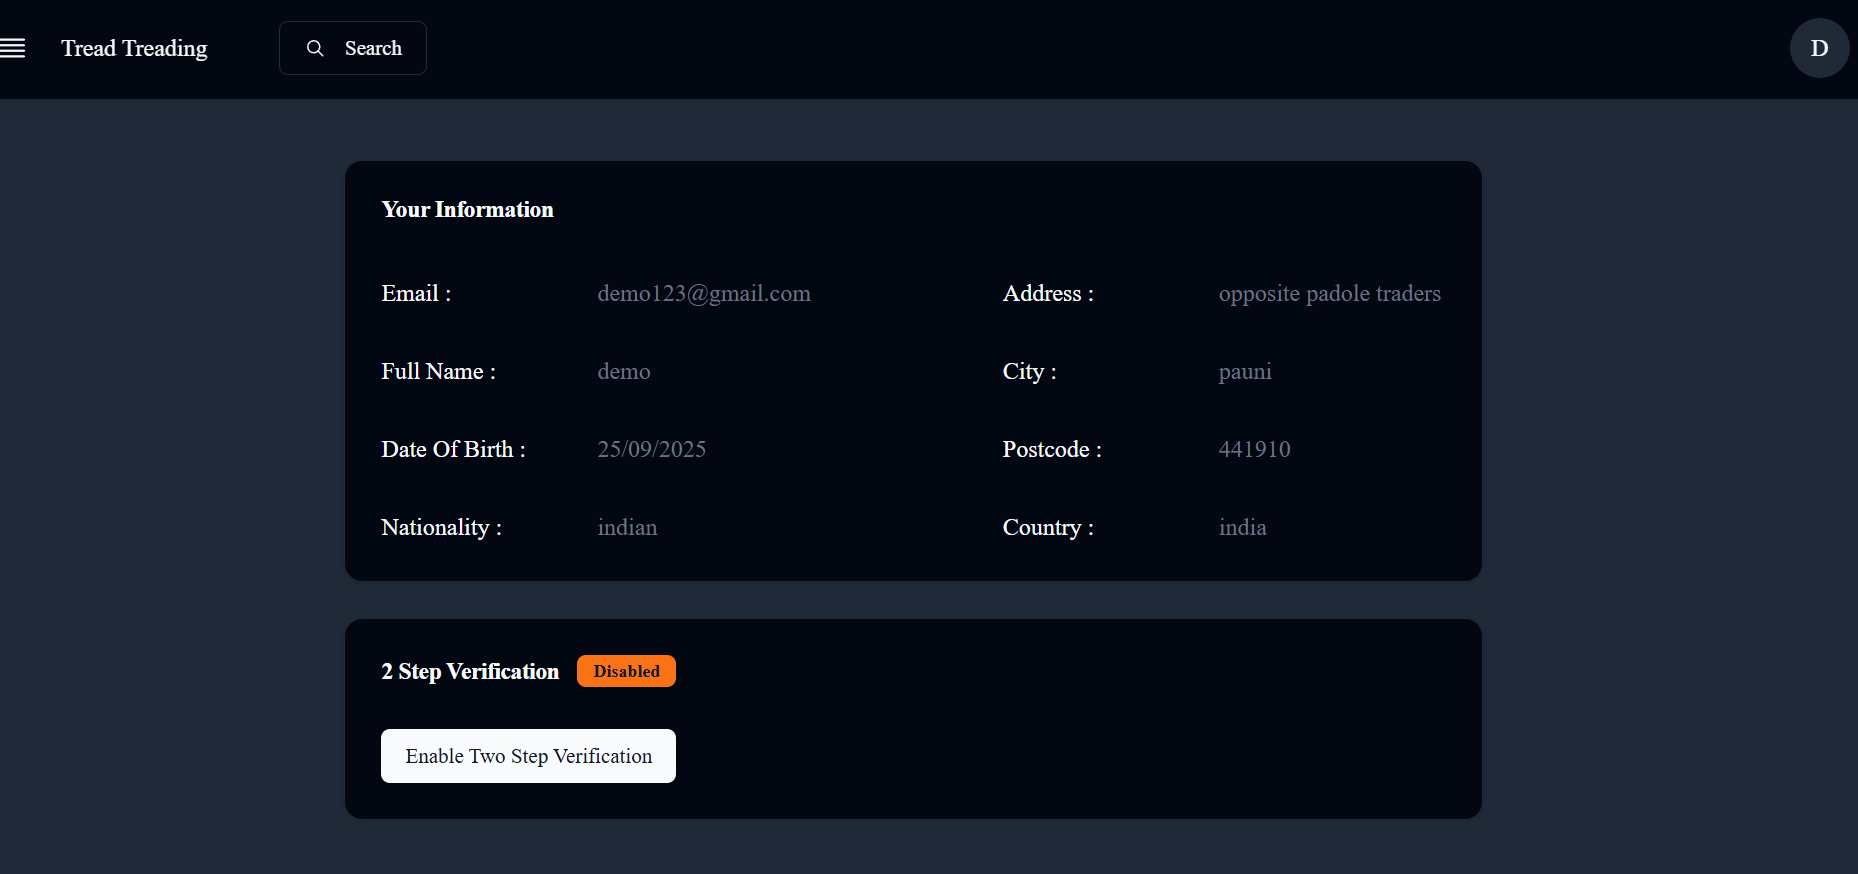 Tread Treading
Search
D
Your Information
Email : demo123@gmail.com Address : opposite padole traders
Full Name : demo City : pauni
Date Of Birth : 25/09/2025 Postcode : 441910
Nationality : indian Country : india
2 Step Verification Disabled
Enable Two Step Verification